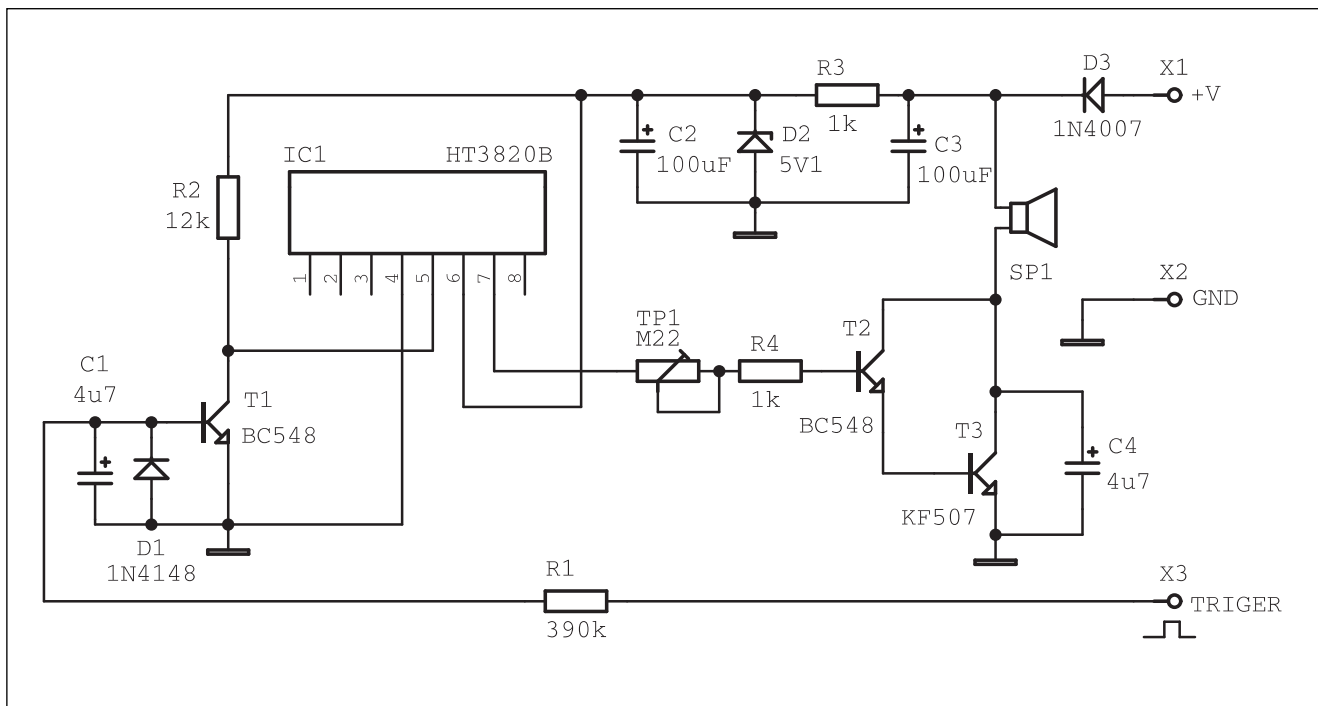 R3
1k
D3
1N4007
X1
+V
IC1
HT3820B
C2
100uF
D2
5V1
C3
100uF
R2
12k
1
2
3
4
5
6
7
8
SP1
X2
GND
TP1
M22
R4
1k
T2
BC548
C1
4u7
T1
BC548
T3
KF507
C4
4u7
D1
1N4148
R1
390k
X3
TRIGER